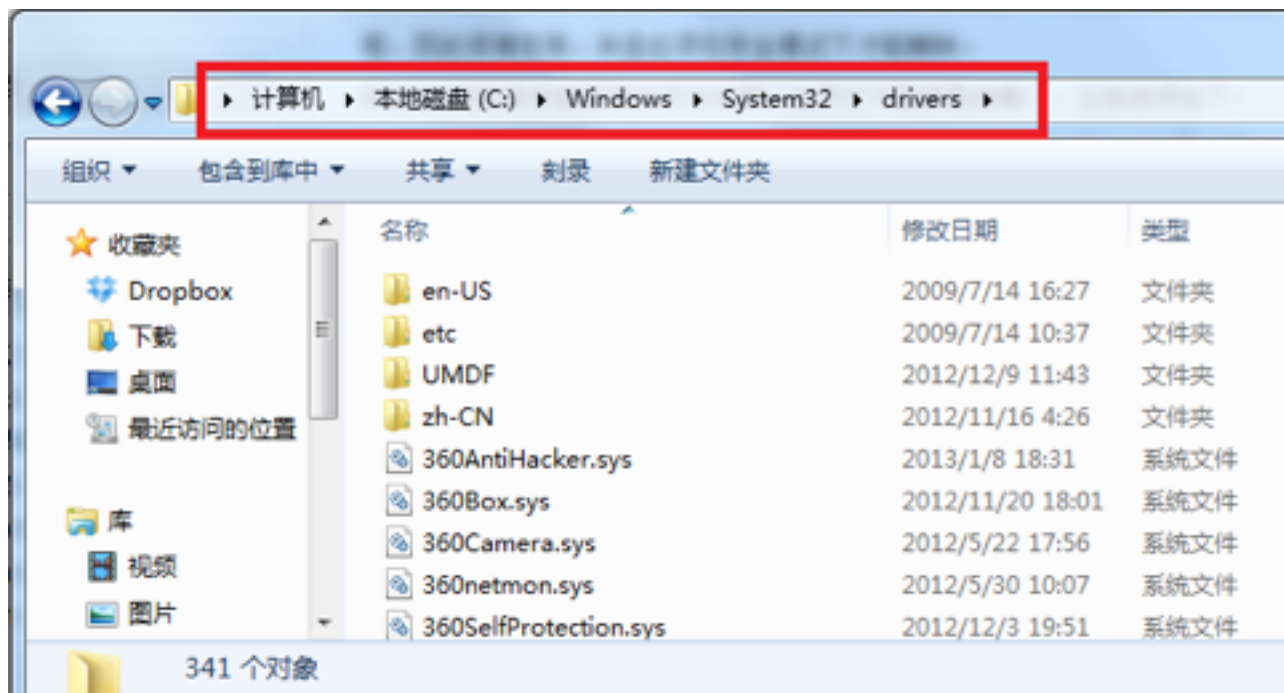 计算机 本地磁盘 (C:) Windows System32 drivers
组织 包含到库中 共享 刻录 新建文件夹
收藏夹
Dropbox
下载
桌面
最近访问的位置
库
视频
图片
名称 修改日期 类型
en-US 2009/7/14 16:27 文件夹
etc 2009/7/14 10:37 文件夹
UMDF 2012/12/9 11:43 文件夹
zh-CN 2012/11/16 4:26 文件夹
360AntiHacker.sys 2013/1/8 18:31 系统文件
360Box.sys 2012/11/20 18:01 系统文件
360Camera.sys 2012/5/22 17:56 系统文件
360netmon.sys 2012/5/30 10:07 系统文件
360SelfProtection.sys 2012/12/3 19:51 系统文件
341 个对象